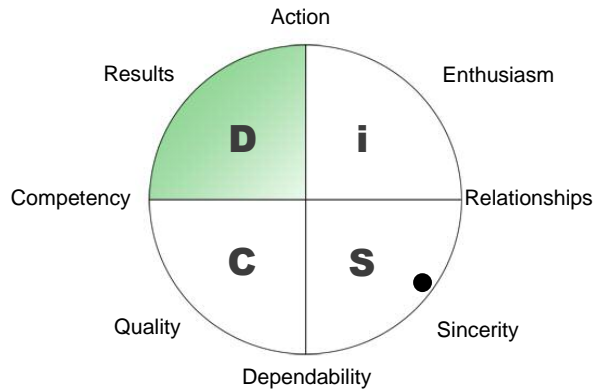 Action
Results
Enthusiasm
D
i
Competency
Relationships
C
S
Quality
Sincerity
Dependability